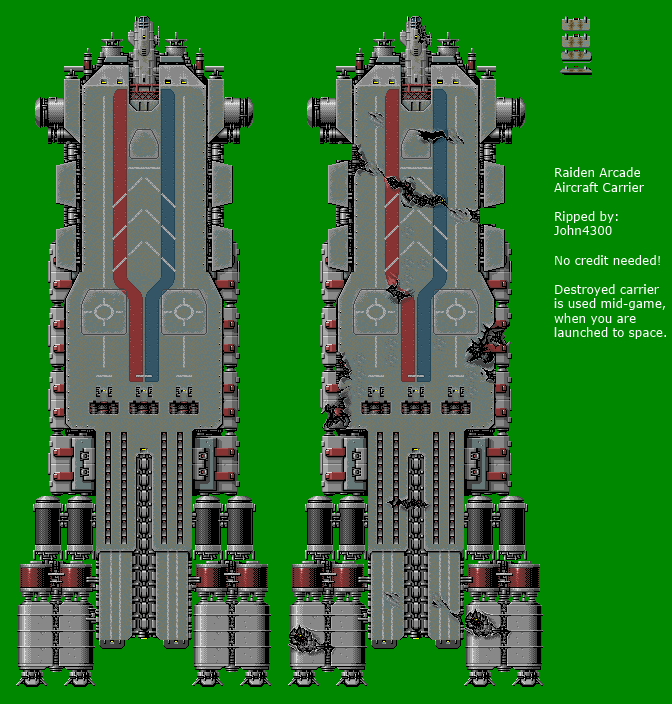 Raiden Arcade
Aircraft Carrier
Ripped by:
John4300
No credit needed!
Destroyed carrier
is used mid-game,
when you are
launched to space.